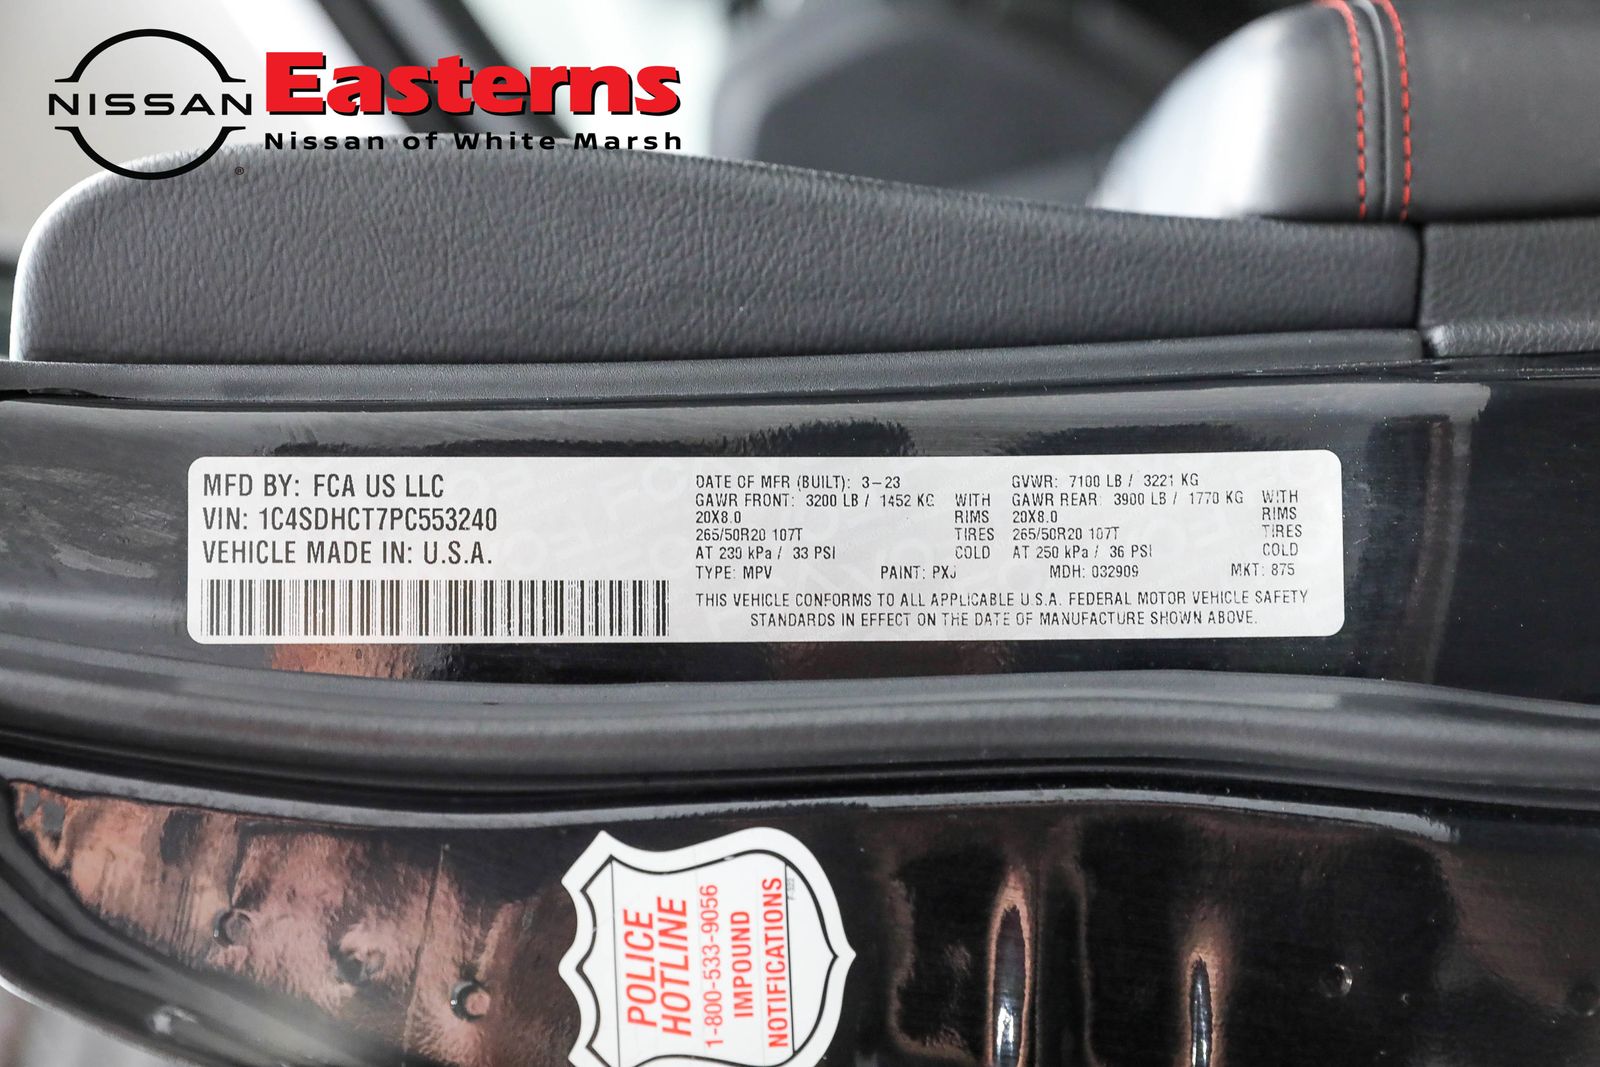 NISSAN
®
Easterns
Nissan of White Marsh
MFD BY: FCA US LLC
VIN: 1C4SDHCT7PC553240
VEHICLE MADE IN: U.S.A.
DATE OF MFR (BUILT): 3-23
GAWR FRONT: 3200 LB / 1452 KG WITH
20X8.0 RIMS
265/50R20 107T TIRES
AT 230 kPa / 33 PSI COLD
GVWR: 7100 LB / 3221 KG
GAWR REAR: 3900 LB / 1770 KG WITH
20X8.0 RIMS
265/50R20 107T TIRES
AT 250 kPa / 36 PSI COLD
TYPE: MPV PAINT: PXJ MDH: 032909 MKT: 875
THIS VEHICLE CONFORMS TO ALL APPLICABLE U.S.A. FEDERAL MOTOR VEHICLE SAFETY
STANDARDS IN EFFECT ON THE DATE OF MANUFACTURE SHOWN ABOVE.
POLICE
HOTLINE
1-800-533-9056
IMPOUND
NOTIFICATIONS